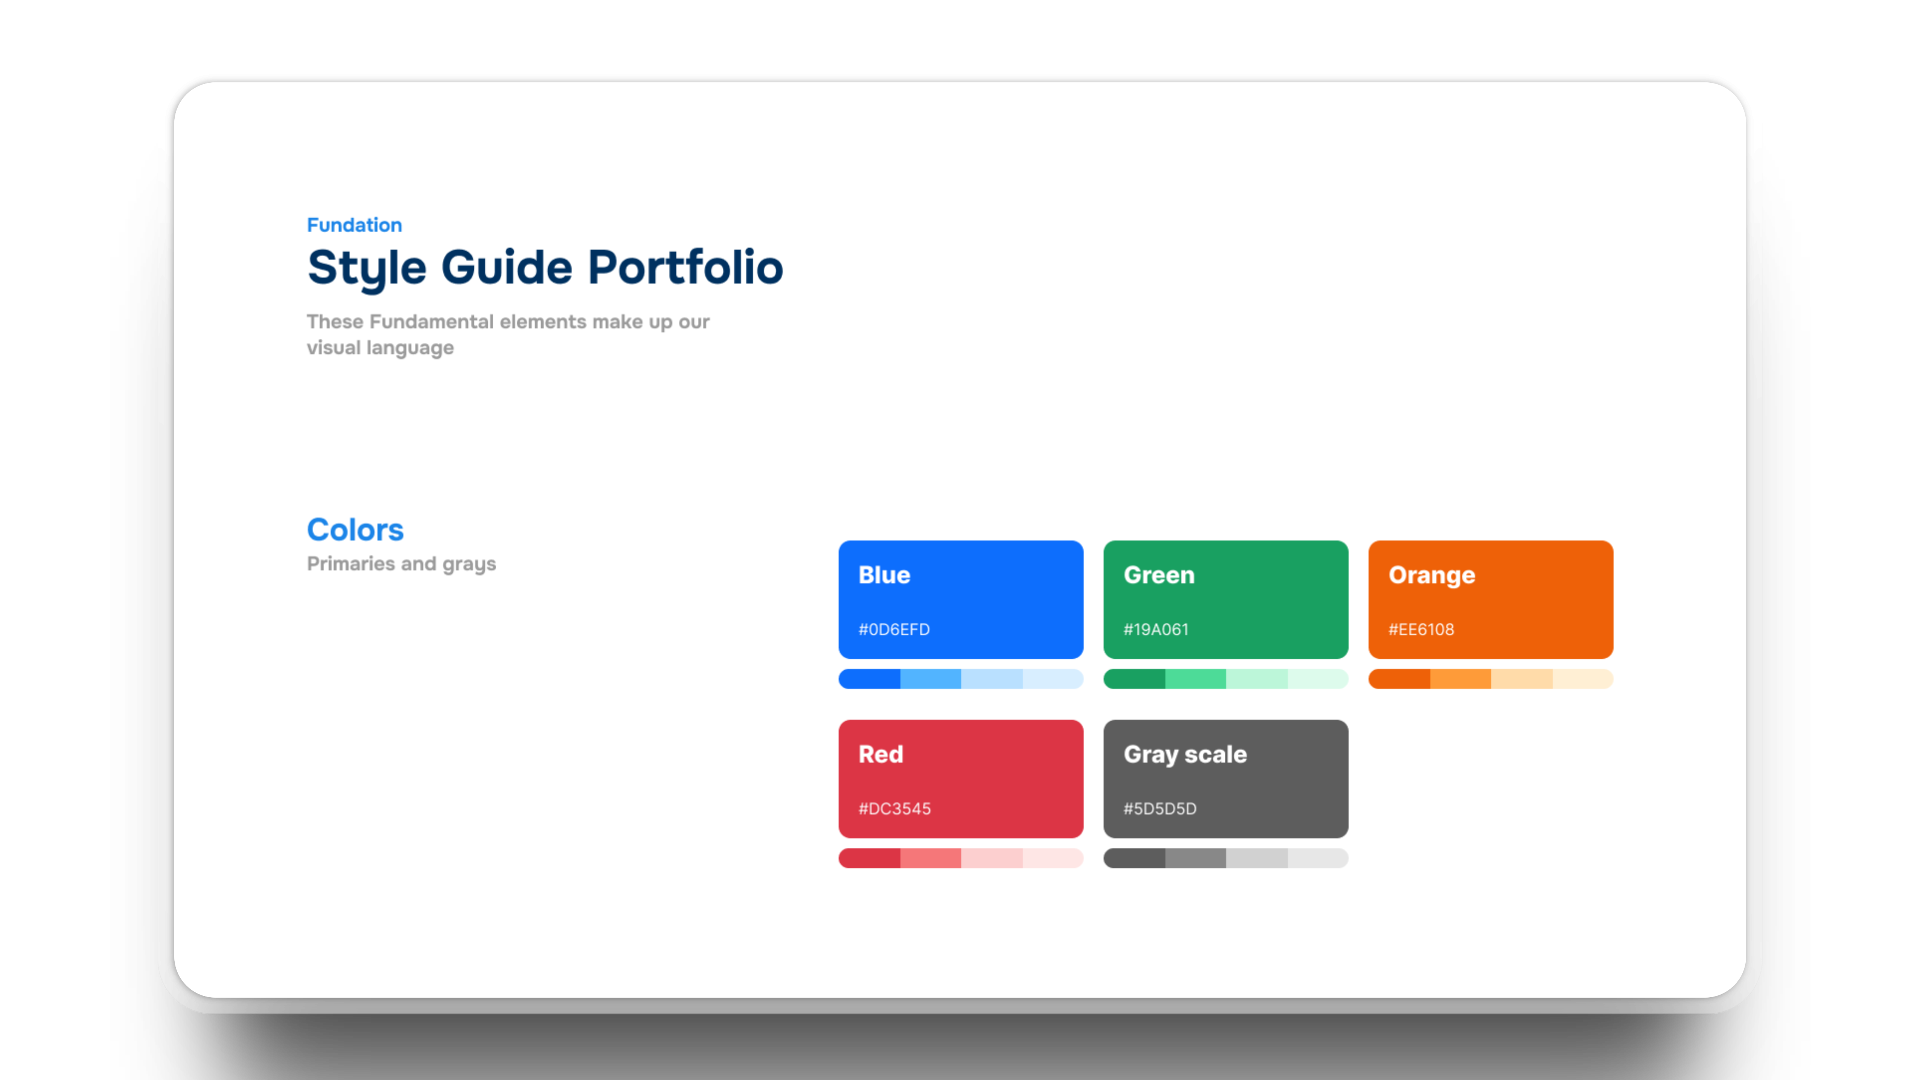 Fundation
Style Guide Portfolio
These Fundamental elements make up our
visual language
Colors
Primaries and grays
Blue
#0D6EFD
Green
#19A061
Orange
#EE6108
Red
#DC3545
Gray scale
#5D5D5D